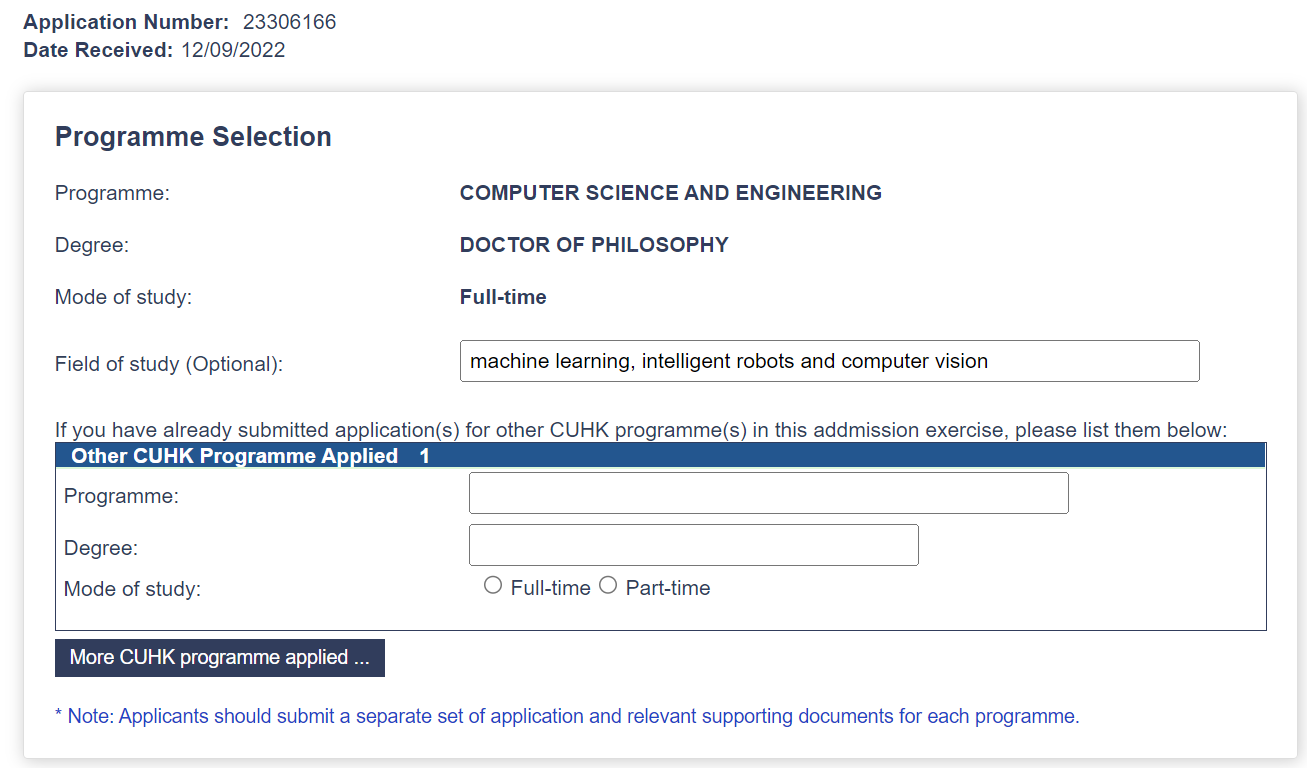 Application Number: 23306166
Date Received: 12/09/2022
Programme Selection
Programme: COMPUTER SCIENCE AND ENGINEERING
Degree: DOCTOR OF PHILOSOPHY
Mode of study: Full-time
Field of study (Optional): machine learning, intelligent robots and computer vision
If you have already submitted application(s) for other CUHK programme(s) in this addmission exercise, please list them below:
Other CUHK Programme Applied 1
Programme:
Degree:
Mode of study: Full-time Part-time
More CUHK programme applied ...
* Note: Applicants should submit a separate set of application and relevant supporting documents for each programme.